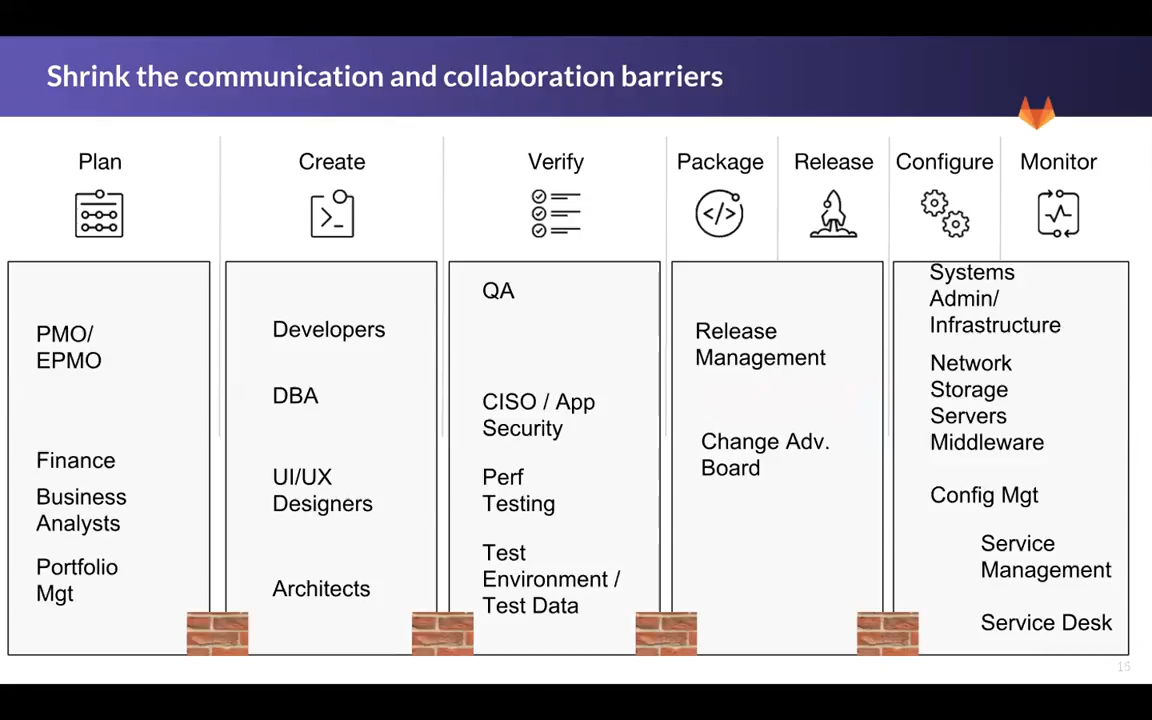 Shrink the communication and collaboration barriers
Plan
Create
Verify
Package
Release
Configure
Monitor
PMO/
EPMO
Finance
Business
Analysts
Portfolio
Mgt
Developers
DBA
UI/UX
Designers
Architects
QA
CISO / App
Security
Perf
Testing
Test
Environment /
Test Data
Release
Management
Change Adv.
Board
Systems
Admin/
Infrastructure
Network
Storage
Servers
Middleware
Config Mgt
Service
Management
Service Desk
15